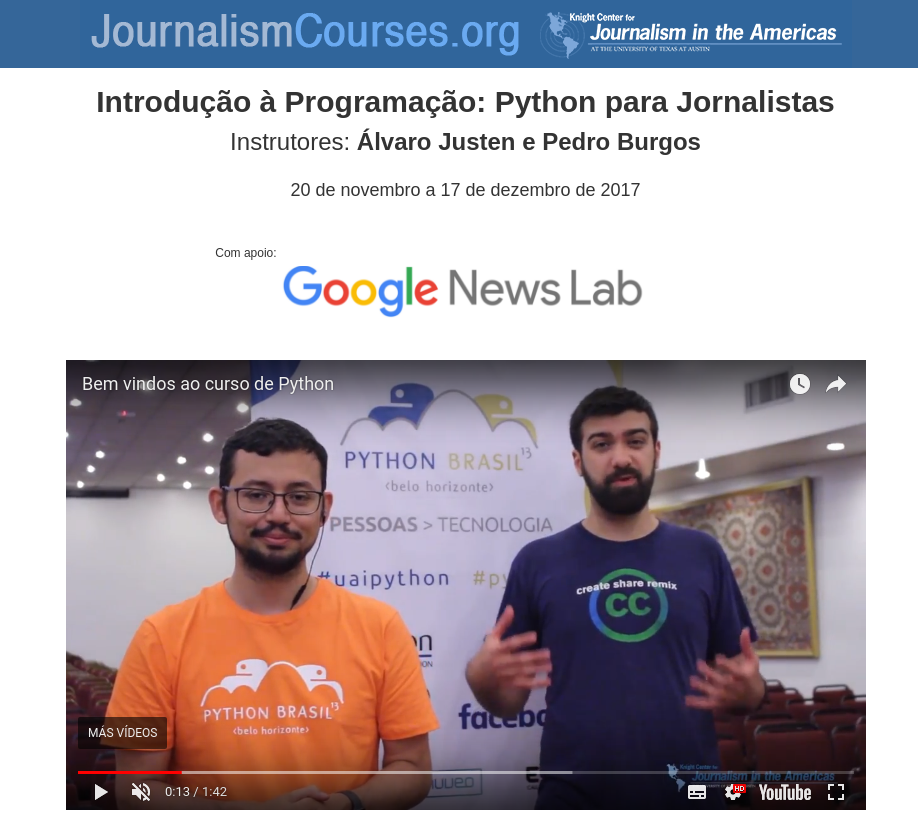 JournalismCourses.org
Knight Center for
Journalism in the Americas
AT THE UNIVERSITY OF TEXAS AT AUSTIN
Introdução à Programação: Python para Jornalistas
Instrutores: Álvaro Justen e Pedro Burgos
20 de novembro a 17 de dezembro de 2017
Com apoio:
Google News Lab
Bem vindos ao curso de Python
PYTHON BRASIL 13
<belo horizonte>
PESSOAS > TECNOLOGIA
#uaipython #py
create share remix
CC
on
PYTHON BRASIL 13
<belo horizonte>
facebo
MÁS VÍDEOS
Knight Center for
Journalism in the Americas
0:13 / 1:42
HD
YouTube